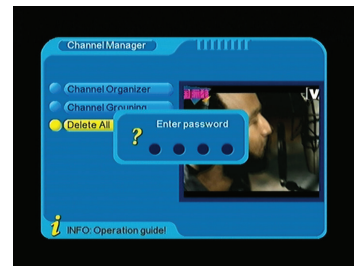 Channel Manager
Channel Organizer
Channel Grouping
Delete All
Enter password
?
INFO: Operation guide!